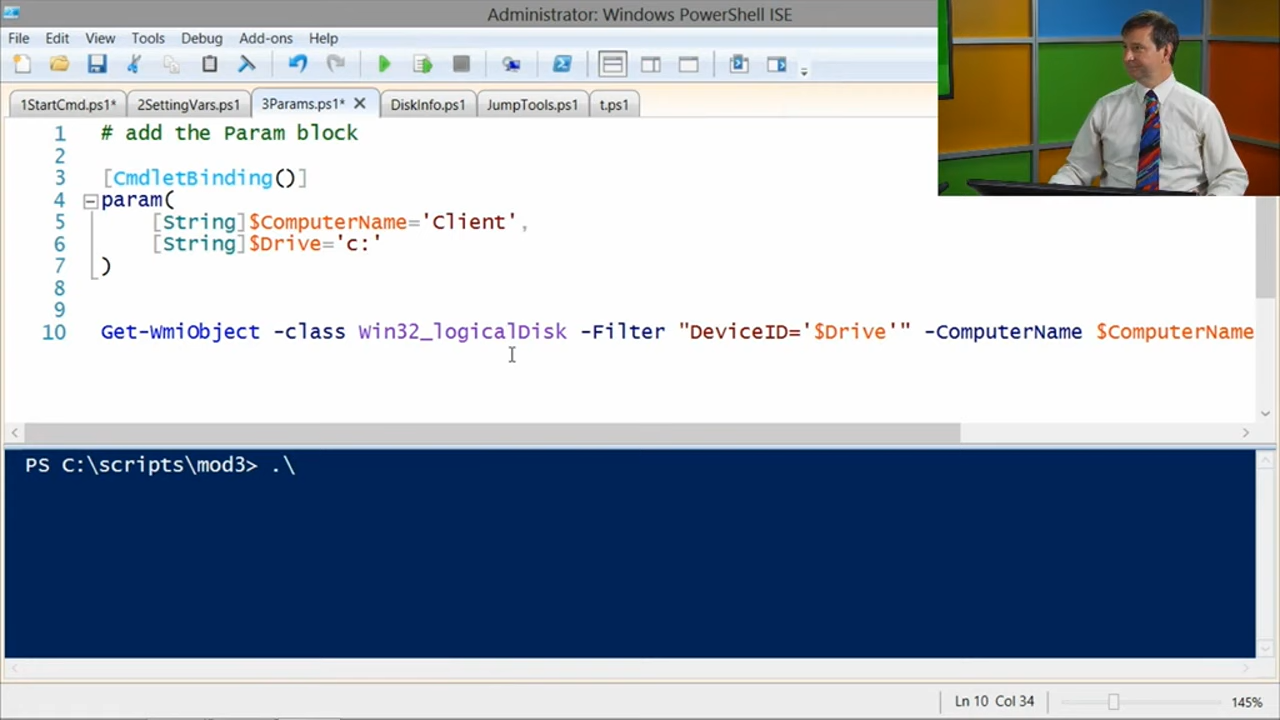 Administrator: Windows PowerShell ISE
File Edit View Tools Debug Add-ons Help
1StartCmd.ps1* 2SettingVars.ps1 3Params.ps1* DiskInfo.ps1 JumpTools.ps1 t.ps1
1 # add the Param block
2
3 [CmdletBinding()]
4 param(
5 [String]$ComputerName='Client',
6 [String]$Drive='c:'
7 )
8
9
10 Get-WmiObject -class Win32_logicalDisk -Filter "DeviceID='$Drive'" -ComputerName $ComputerName
PS C:\scripts\mod3> .\
Ln 10 Col 34 145%